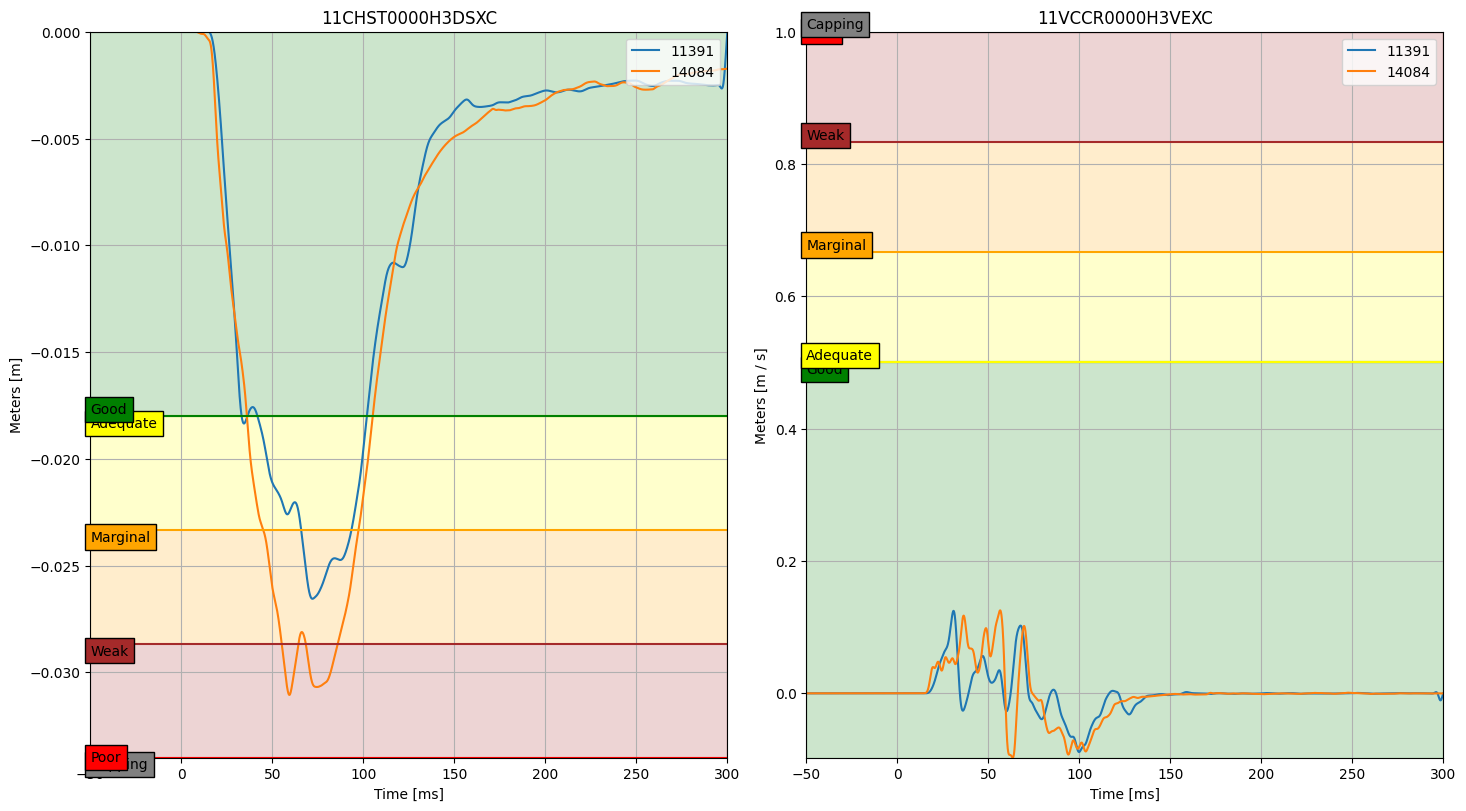 11CHST0000H3DSXC
11391
14084
0.000
−0.005
−0.010
−0.015
−0.020
−0.025
−0.030
Meters [m]
Good
Adequate
Marginal
Weak
Poor
0
50
100
150
200
250
300
Time [ms]
11VCCR0000H3VEXC
11391
14084
Capping
Weak
Marginal
Adequate
Good
1.0
0.8
0.6
0.4
0.2
0.0
Meters [m / s]
−50
0
50
100
150
200
250
300
Time [ms]